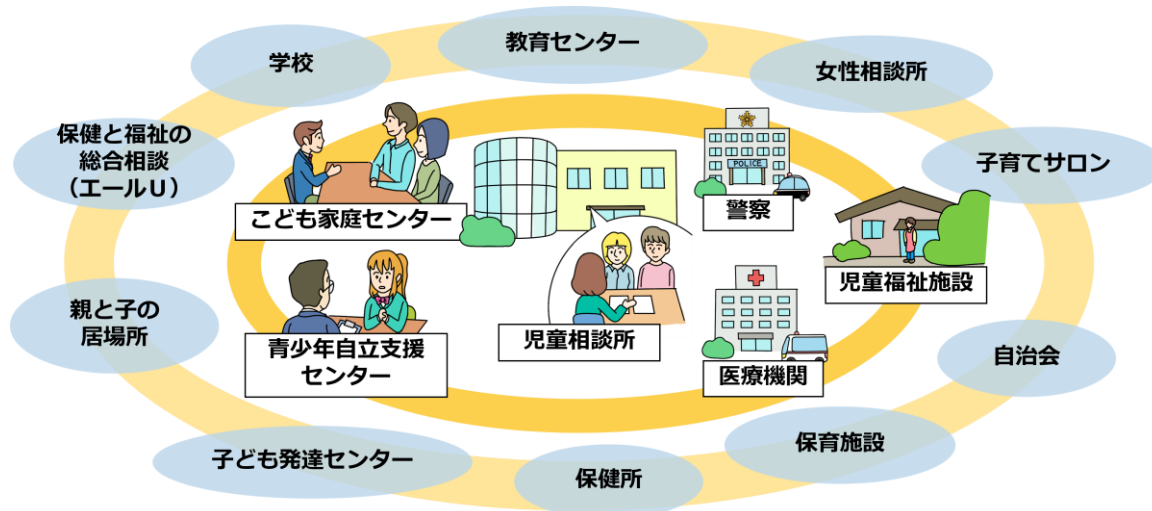 教育センター
学校
女性相談所
保健と福祉の
総合相談
（エールU）
子育てサロン
POLICE
警察
こども家庭センター
児童福祉施設
親と子の
居場所
児童相談所
青少年自立支援
センター
医療機関
自治会
保育施設
子ども発達センター
保健所